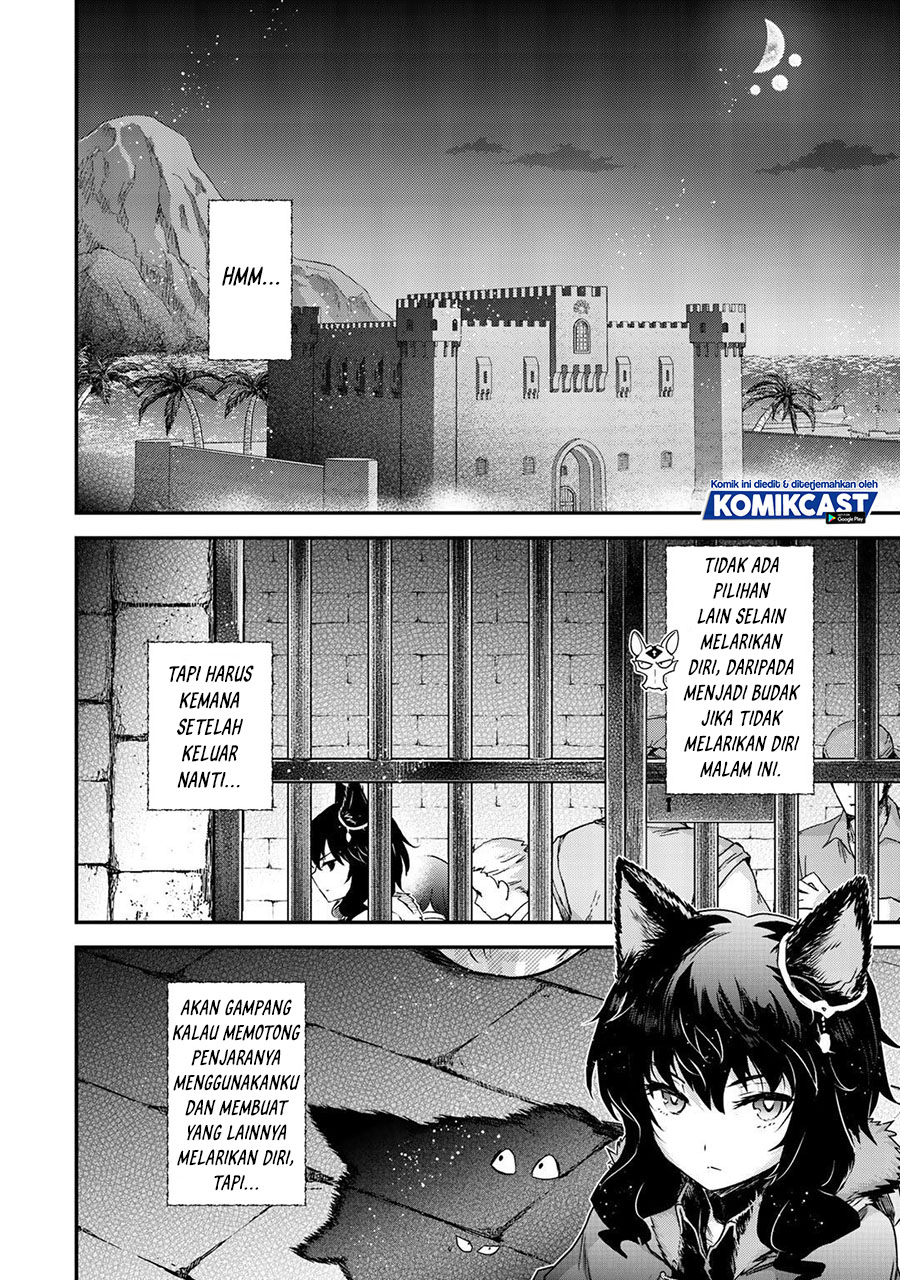 HMM...
Komik ini diedit & diterjemahkan oleh
KOMIKCAST
Google Play
TIDAK ADA
PILIHAN
LAIN SELAIN
MELARIKAN
DIRI, DARIPADA
MENJADI BUDAK
JIKA TIDAK
MELARIKAN DIRI
MALAM INI.
TAPI HARUS
KEMANA
SETELAH
KELUAR
NANTI...
AKAN GAMPANG
KALAU MEMOTONG
PENJARANYA
MENGGUNAKANKU
DAN MEMBUAT
YANG LAINNYA
MELARIKAN DIRI,
TAPI...